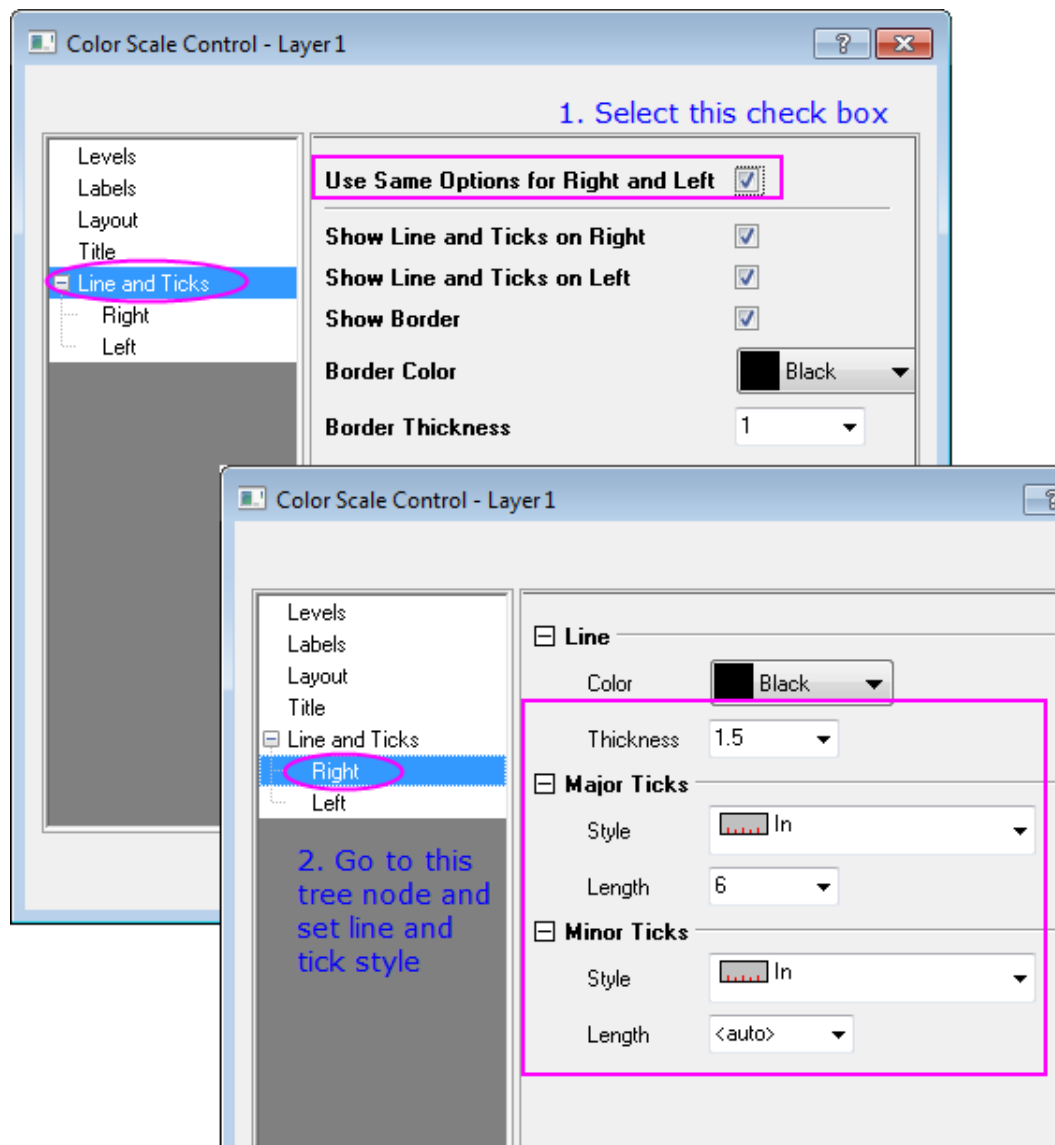 Color Scale Control - Layer 1
1. Select this check box
Levels
Labels
Layout
Title
Line and Ticks
Right
Left
Use Same Options for Right and Left
Show Line and Ticks on Right
Show Line and Ticks on Left
Show Border
Border Color
Black
Border Thickness
1
Color Scale Control - Layer 1
Levels
Labels
Layout
Title
Line and Ticks
Right
Left
2. Go to this
tree node and
set line and
tick style
Line
Color
Black
Thickness
1.5
Major Ticks
Style
In
Length
6
Minor Ticks
Style
In
Length
<auto>